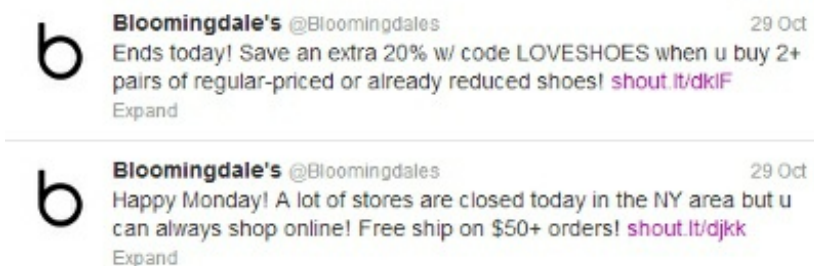 Bloomingdale's @Bloomingdales 29 Oct
Ends today! Save an extra 20% w/ code LOVESHOES when u buy 2+
pairs of regular-priced or already reduced shoes! shout.lt/dklF
Expand
Bloomingdale's @Bloomingdales 29 Oct
Happy Monday! A lot of stores are closed today in the NY area but u
can always shop online! Free ship on $50+ orders! shout.lt/djkk
Expand